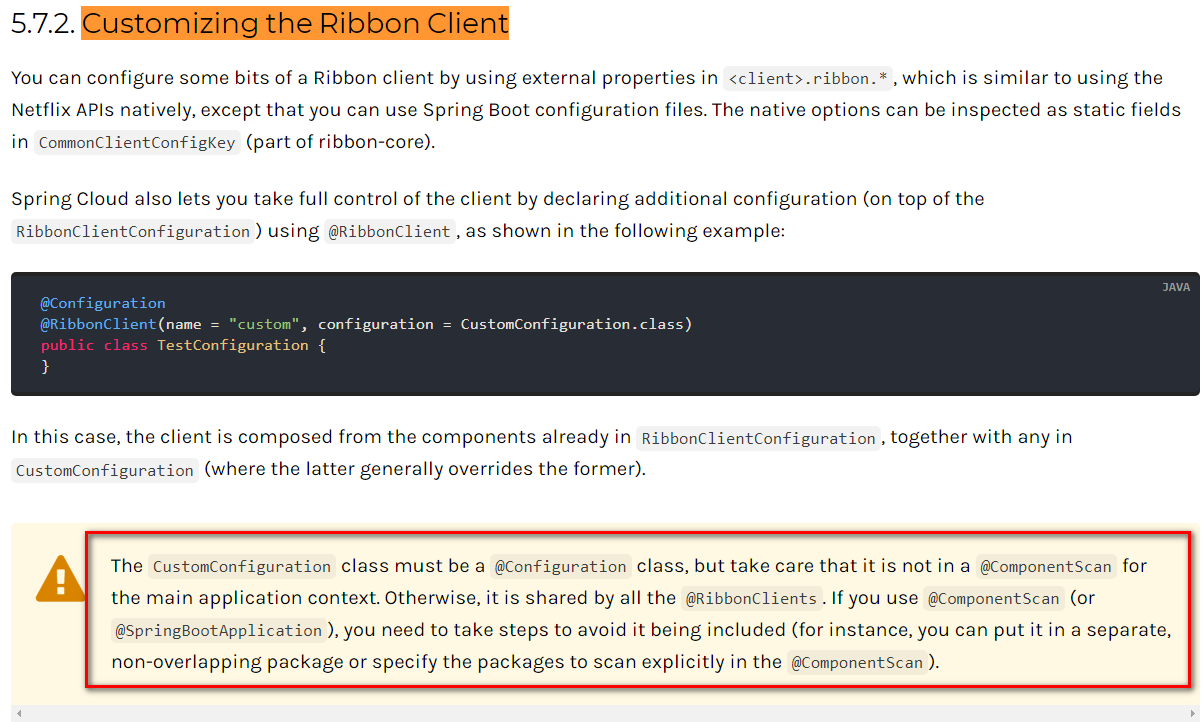 5.7.2. Customizing the Ribbon Client
You can configure some bits of a Ribbon client by using external properties in <client>.ribbon.*, which is similar to using the
Netflix APIs natively, except that you can use Spring Boot configuration files. The native options can be inspected as static fields
in CommonClientConfigKey (part of ribbon-core).
Spring Cloud also lets you take full control of the client by declaring additional configuration (on top of the
RibbonClientConfiguration) using @RibbonClient, as shown in the following example:
JAVA
@Configuration
@RibbonClient(name = "custom", configuration = CustomConfiguration.class)
public class TestConfiguration {
}
In this case, the client is composed from the components already in RibbonClientConfiguration, together with any in
CustomConfiguration (where the latter generally overrides the former).
The CustomConfiguration class must be a @Configuration class, but take care that it is not in a @ComponentScan for
the main application context. Otherwise, it is shared by all the @RibbonClients. If you use @ComponentScan (or
@SpringBootApplication), you need to take steps to avoid it being included (for instance, you can put it in a separate,
non-overlapping package or specify the packages to scan explicitly in the @ComponentScan).